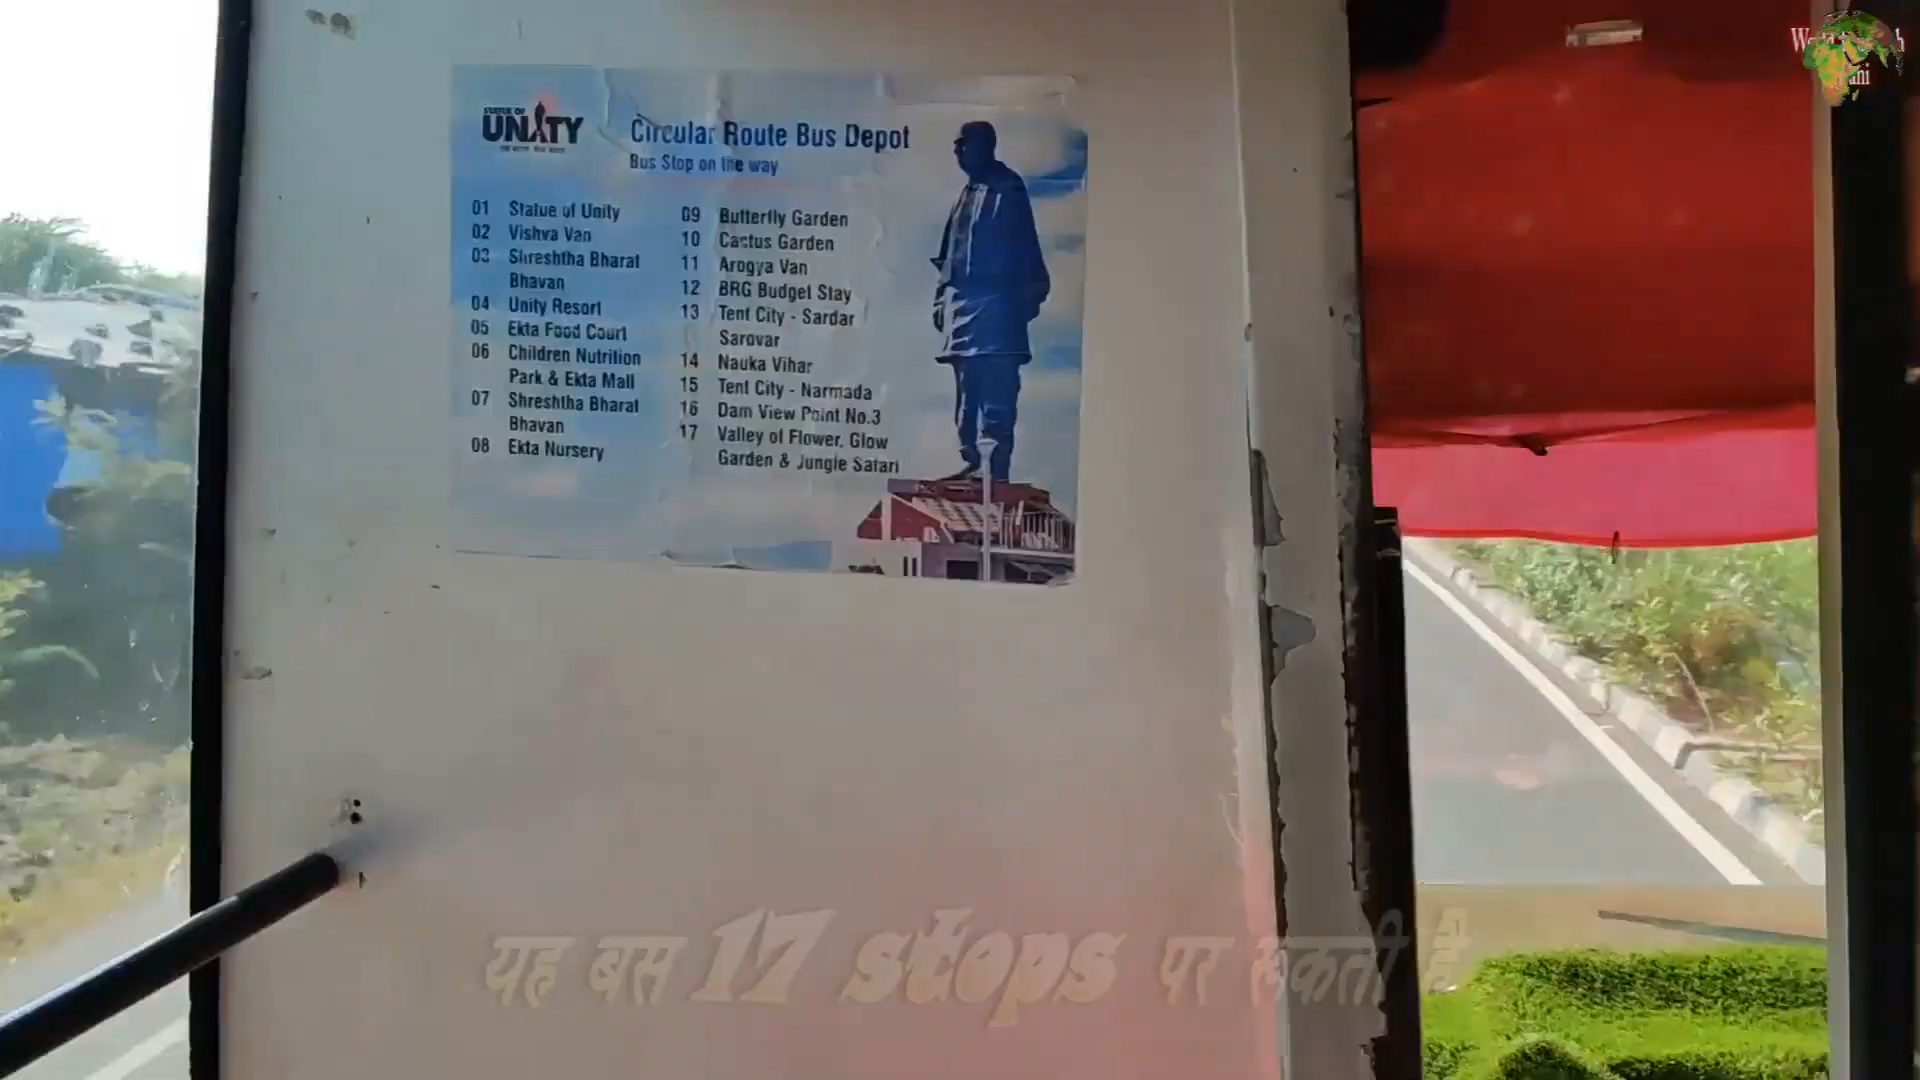 STATUE OF
UNITY
Circular Route Bus Depot
Bus Stop on the way
01 Statue of Unity
02 Vishva Van
03 Shreshtha Bharat
Bhavan
04 Unity Resort
05 Ekta Food Court
06 Children Nutrition
Park & Ekta Mall
07 Shreshtha Bharat
Bhavan
08 Ekta Nursery
09 Butterfly Garden
10 Cactus Garden
11 Arogya Van
12 BRG Budget Stay
13 Tent City - Sardar
Sarovar
14 Nauka Vihar
15 Tent City - Narmada
16 Dam View Point No.3
17 Valley of Flower, Glow
Garden & Jungle Safari
यह बस 17 stops पर रूकती है